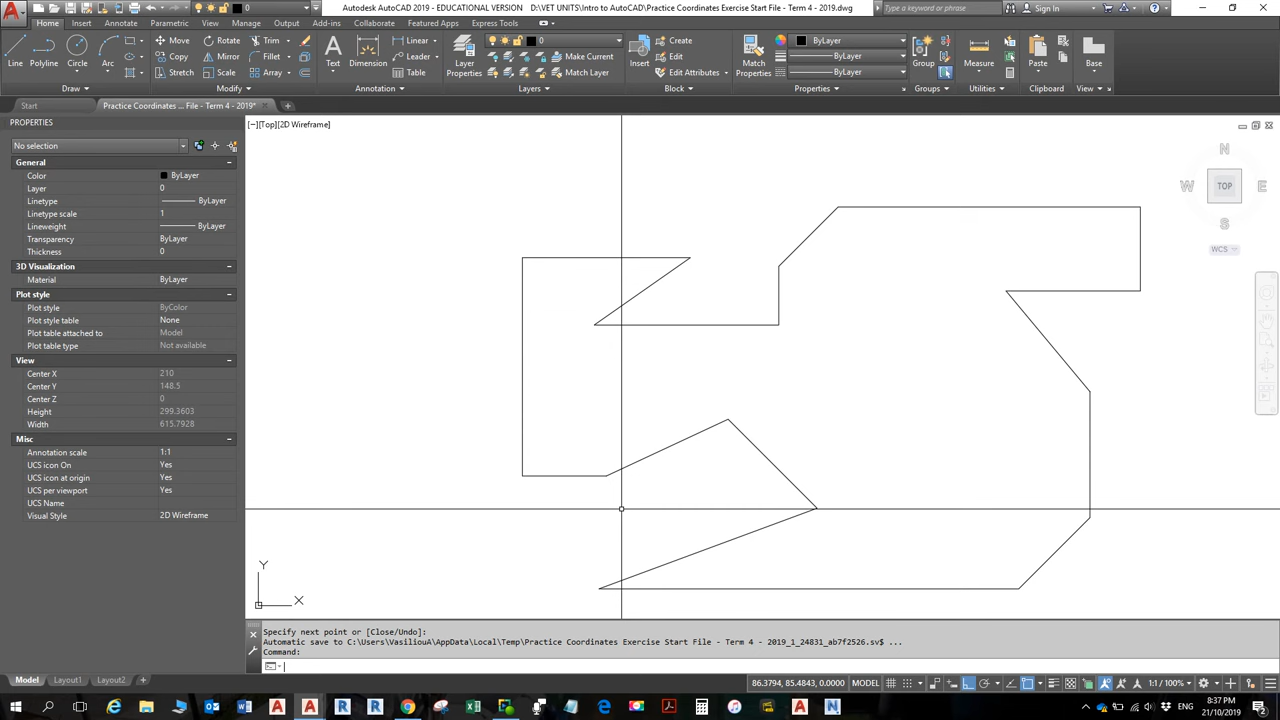 0
Autodesk AutoCAD 2019 - EDUCATIONAL VERSION    D:\VET UNITS\Intro to AutoCAD\Practice Coordinates Exercise Start File - Term 4 - 2019.dwg
Type a keyword or phrase
Sign In
Home Insert Annotate Parametric View Manage Output Add-ins Collaborate Featured Apps Express Tools
Line
Polyline
Circle
Arc
Move Rotate Trim
Copy Mirror Fillet
Stretch Scale Array
Text
Dimension
Linear
Leader
Table
Layer
Properties
0
Make Current
Match Layer
Insert
Create
Edit
Edit Attributes
Match
Properties
ByLayer
ByLayer
ByLayer
Group
Measure
Paste
Base
Draw Modify Annotation Layers Block Properties Groups Utilities Clipboard View
Start Practice Coordinates ... File - Term 4 - 2019*
PROPERTIES
No selection
General
Color ByLayer
Layer 0
Linetype ByLayer
Linetype scale 1
Lineweight ByLayer
Transparency ByLayer
Thickness 0
3D Visualization
Material ByLayer
Plot style
Plot style ByColor
Plot style table None
Plot table attached to Model
Plot table type Not available
View
Center X 210
Center Y 148.5
Center Z 0
Height 299.3603
Width 615.7928
Misc
Annotation scale 1:1
UCS icon On Yes
UCS icon at origin Yes
UCS per viewport Yes
UCS Name
Visual Style 2D Wireframe
[−][Top][2D Wireframe]
N
W TOP E
S
WCS
Y
X
Specify next point or [Close/Undo]:
Automatic save to C:\Users\VasiliouA\AppData\Local\Temp\Practice Coordinates Exercise Start File - Term 4 - 2019_1_24831_ab7f2526.sv$ ...
Command:
Model Layout1 Layout2
86.3794, 85.4843, 0.0000 MODEL
1:1 / 100%
8:37 PM
21/10/2019